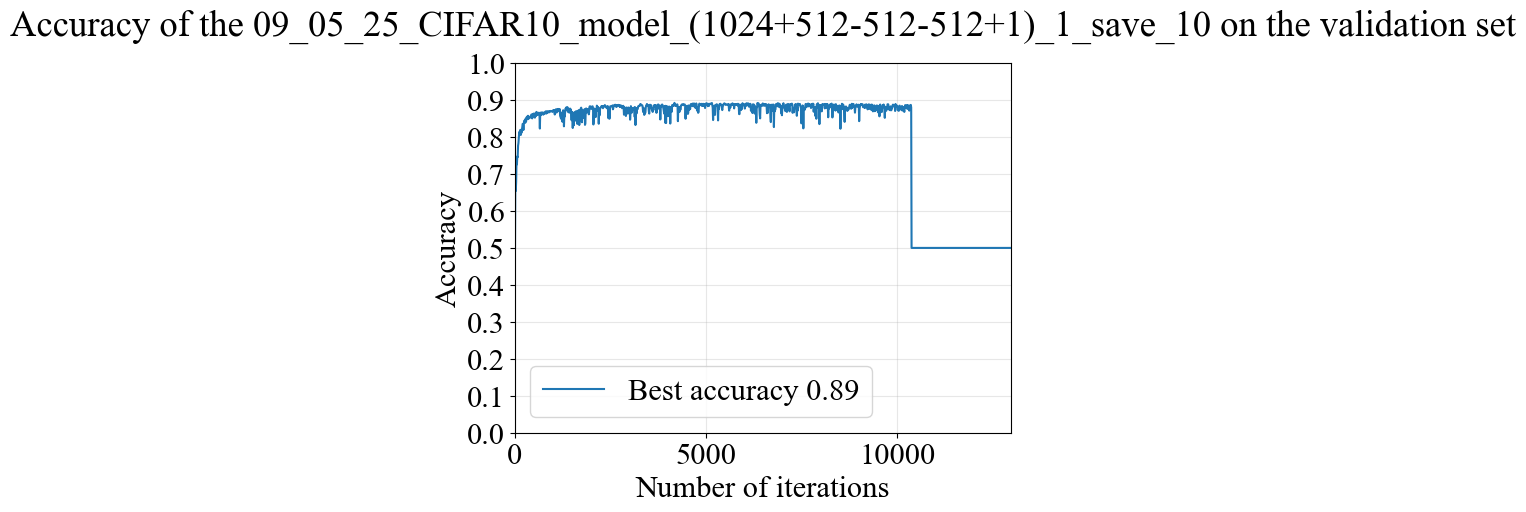 Accuracy of the 09_05_25_CIFAR10_model_(1024+512-512-512+1)_1_save_10 on the validation set
1.0
0.9
0.8
0.7
0.6
0.5
0.4
0.3
0.2
0.1
0.0
Accuracy
Best accuracy 0.89
0 5000 10000
Number of iterations